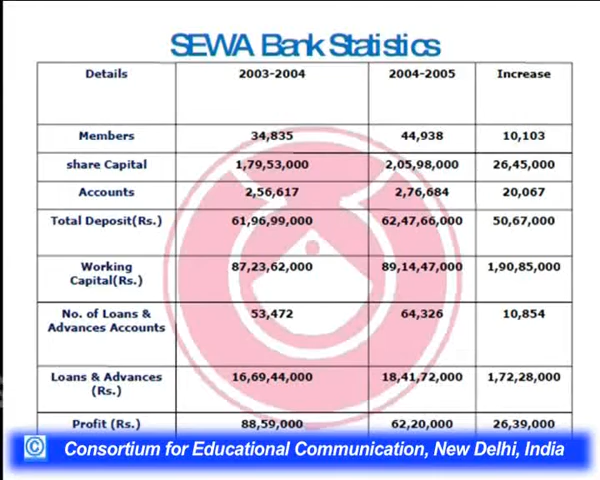 SEWA Bank Statistics
Details 2003-2004 2004-2005 Increase
Members 34,835 44,938 10,103
share Capital 1,79,53,000 2,05,98,000 26,45,000
Accounts 2,56,617 2,76,684 20,067
Total Deposit(Rs.) 61,96,99,000 62,47,66,000 50,67,000
Working Capital(Rs.) 87,23,62,000 89,14,47,000 1,90,85,000
No. of Loans & Advances Accounts 53,472 64,326 10,854
Loans & Advances (Rs.) 16,69,44,000 18,41,72,000 1,72,28,000
Profit (Rs.) 88,59,000 62,20,000 26,39,000
© Consortium for Educational Communication, New Delhi, India